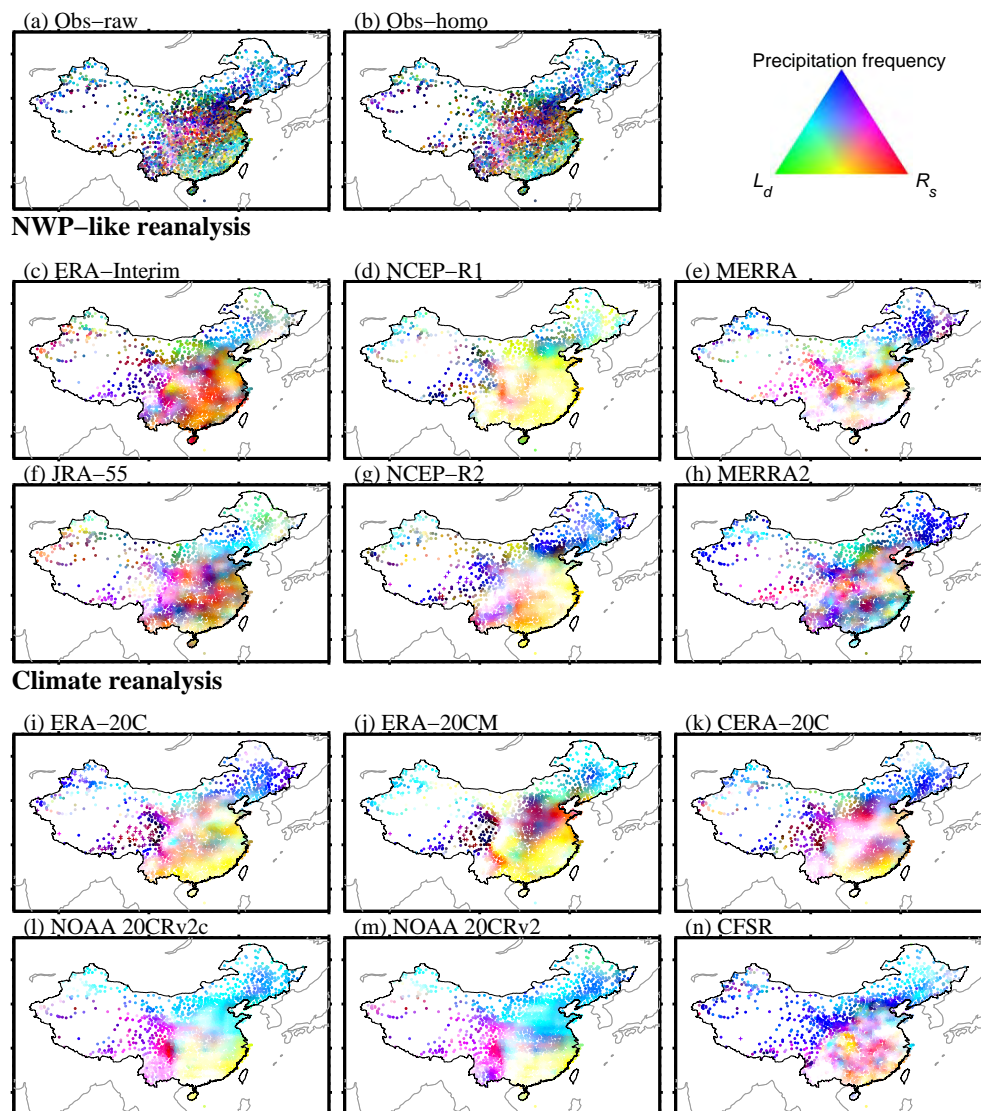 (a) Obs−raw
(b) Obs−homo
Precipitation frequency
L_d
R_s
NWP−like reanalysis
(c) ERA−Interim
(d) NCEP−R1
(e) MERRA
(f) JRA−55
(g) NCEP−R2
(h) MERRA2
Climate reanalysis
(i) ERA−20C
(j) ERA−20CM
(k) CERA−20C
(l) NOAA 20CRv2c
(m) NOAA 20CRv2
(n) CFSR